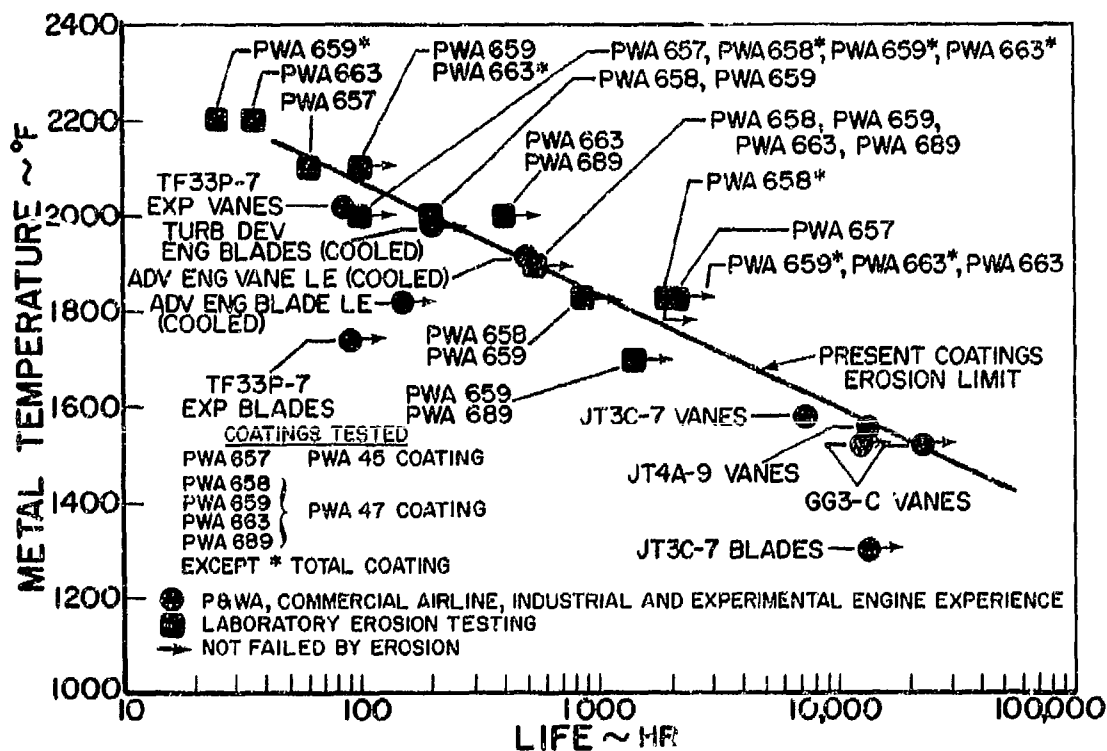 2400
2200
2000
1800
1600
1400
1200
1000
METAL TEMPERATURE ~ °F
PWA 659*
PWA 663
PWA 657
PWA 659
PWA 663*
PWA 657, PWA 658*, PWA 659*, PWA 663*
PWA 658, PWA 659
PWA 663
PWA 689
PWA 658, PWA 659,
PWA 663, PWA 689
PWA 658*
PWA 657
PWA 659*, PWA 663*, PWA 663
TF33P-7
EXP VANES
TURB DEV
ENG BLADES (COOLED)
ADV ENG VANE LE (COOLED)
ADV ENG BLADE LE
(COOLED)
TF33P-7
EXP BLADES
PWA 658
PWA 659
PWA 659
PWA 689
PRESENT COATINGS
EROSION LIMIT
JT3C-7 VANES
JT4A-9 VANES
GG3-C VANES
JT3C-7 BLADES
COATINGS TESTED
PWA 657 PWA 45 COATING
PWA 658
PWA 659
PWA 663
PWA 689
PWA 47 COATING
EXCEPT * TOTAL COATING
P&WA, COMMERCIAL AIRLINE, INDUSTRIAL AND EXPERIMENTAL ENGINE EXPERIENCE
LABORATORY EROSION TESTING
NOT FAILED BY EROSION
10 100 1000 10,000 100,000
LIFE ~ HR